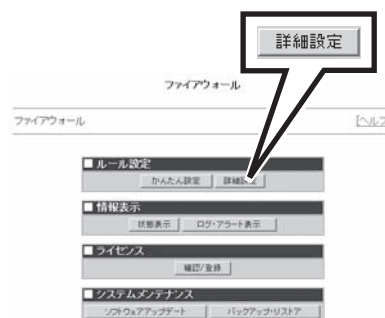 詳細設定
ファイアウォール
ファイアウォール [ヘルプ
■ ルール設定
かんたん設定 詳細設定
■ 情報表示
状態表示 ログ・アラート表示
■ ライセンス
確認/登録
■ システムメンテナンス
ソフトウェアアップデート バックアップ・リストア